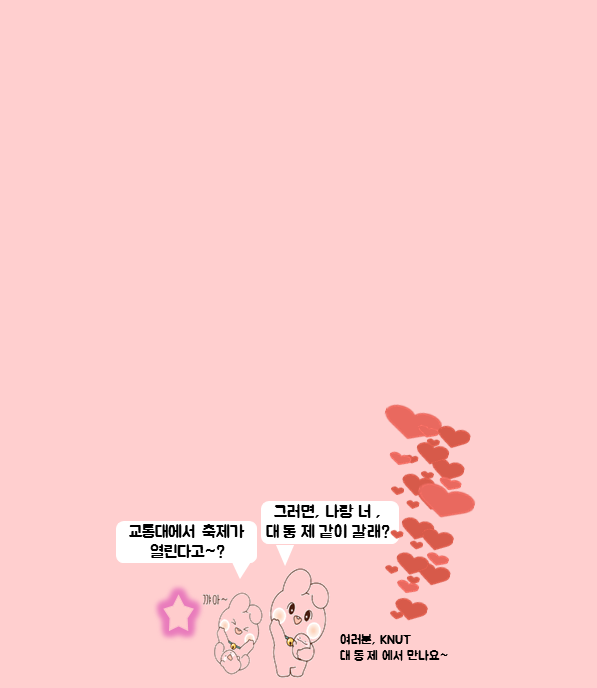 그러면, 나랑 너 ,
대 동 제 같이 갈래?
교통대에서 축제가
열린다고~?
꺄아~
여러분, KNUT
대 동 제 에서 만나요~